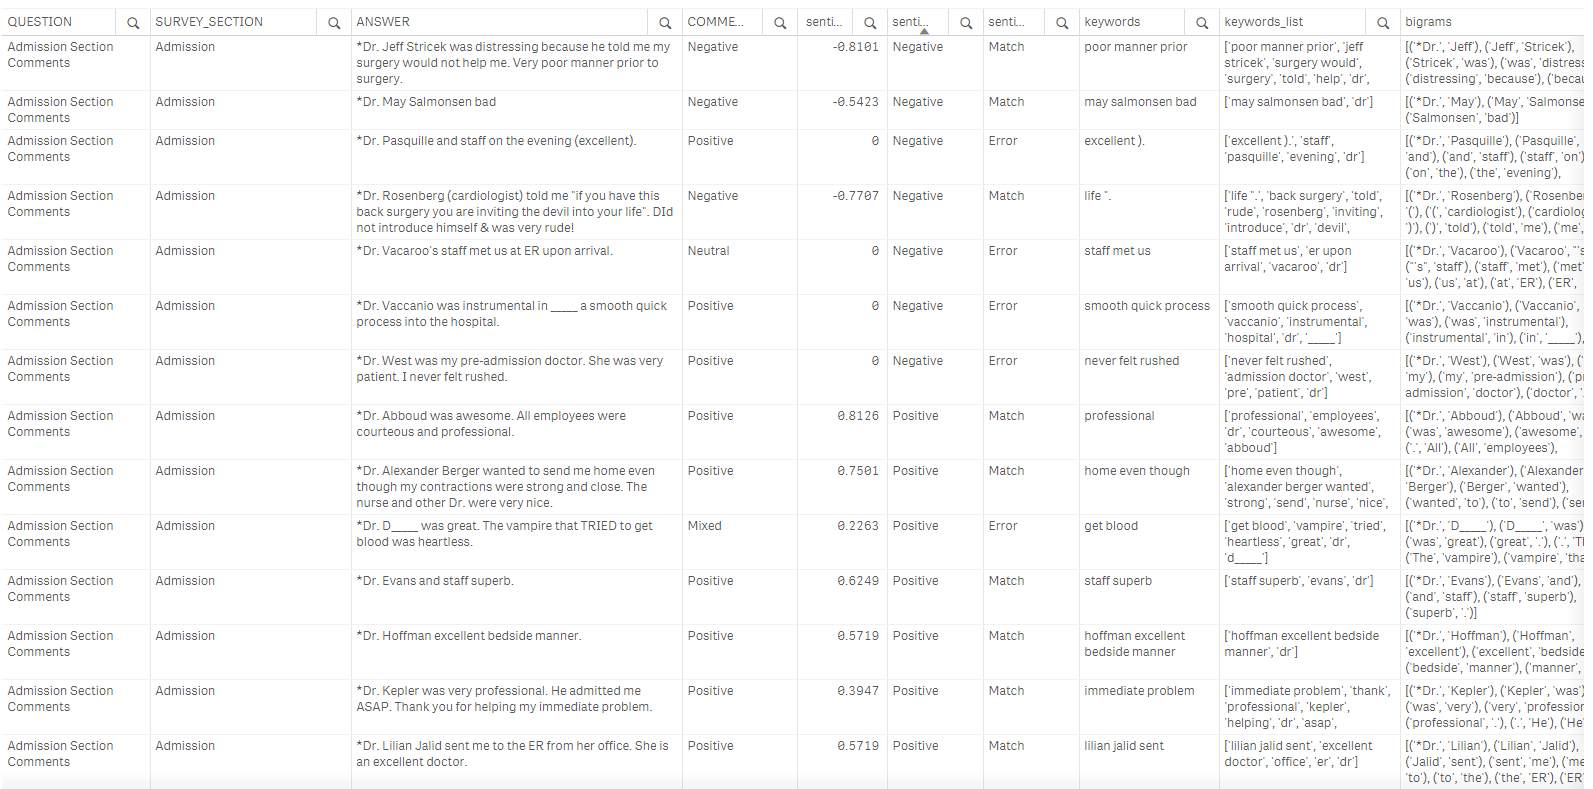 QUESTION SURVEY_SECTION ANSWER COMME... senti... senti... senti... keywords keywords_list bigrams
Admission Section Admission *Dr. Jeff Stricek was distressing because he told me my Negative -0.8101 Negative Match poor manner prior ['poor manner prior', 'jeff [('*Dr.', 'Jeff'), ('Jeff', 'Stricek'),
Comments surgery would not help me. Very poor manner prior to stricek', 'surgery would', ('Stricek', 'was'), ('was', 'distress
surgery. 'surgery', 'told', 'help', 'dr', ('distressing', 'because'), ('becau
Admission Section Admission *Dr. May Salmonsen bad Negative -0.5423 Negative Match may salmonsen bad ['may salmonsen bad', 'dr'] [('*Dr.', 'May'), ('May', 'Salmonse
Comments ('Salmonsen', 'bad')]
Admission Section Admission *Dr. Pasquille and staff on the evening (excellent). Positive 0 Negative Error excellent ). ['excellent ).', 'staff', [('*Dr.', 'Pasquille'), ('Pasquille',
Comments 'pasquille', 'evening', 'dr'] 'and'), ('and', 'staff'), ('staff', 'on')
('on', 'the'), ('the', 'evening'),
Admission Section Admission *Dr. Rosenberg (cardiologist) told me "if you have this Negative -0.7707 Negative Match life ". ['life ".', 'back surgery', 'told', [('*Dr.', 'Rosenberg'), ('Rosenber
Comments back surgery you are inviting the devil into your life". DId 'rude', 'rosenberg', 'inviting', '('), ('(', 'cardiologist'), ('cardiolog
not introduce himself & was very rude! 'introduce', 'dr', 'devil', ')'), (')', 'told'), ('told', 'me'), ('me',
Admission Section Admission *Dr. Vacaroo's staff met us at ER upon arrival. Neutral 0 Negative Error staff met us ['staff met us', 'er upon [('*Dr.', 'Vacaroo'), ('Vacaroo', "'s
Comments arrival', 'vacaroo', 'dr'] ("'s", 'staff'), ('staff', 'met'), ('met'
'us'), ('us', 'at'), ('at', 'ER'), ('ER',
Admission Section Admission *Dr. Vaccanio was instrumental in _____ a smooth quick Positive 0 Negative Error smooth quick process ['smooth quick process', [('*Dr.', 'Vaccanio'), ('Vaccanio',
Comments process into the hospital. 'vaccanio', 'instrumental', 'was'), ('was', 'instrumental'),
'hospital', 'dr', '_____'] ('instrumental', 'in'), ('in', '_____'),
Admission Section Admission *Dr. West was my pre-admission doctor. She was very Positive 0 Negative Error never felt rushed ['never felt rushed', [('*Dr.', 'West'), ('West', 'was'), ('
Comments patient. I never felt rushed. 'admission doctor', 'west', 'my'), ('my', 'pre-admission'), ('pr
'pre', 'patient', 'dr'] admission', 'doctor'), ('doctor', '.
Admission Section Admission *Dr. Abboud was awesome. All employees were Positive 0.8126 Positive Match professional ['professional', 'employees', [('*Dr.', 'Abboud'), ('Abboud', 'wa
Comments courteous and professional. 'dr', 'courteous', 'awesome', ('was', 'awesome'), ('awesome',
'abboud'] ('.', 'All'), ('All', 'employees'),
Admission Section Admission *Dr. Alexander Berger wanted to send me home even Positive 0.7501 Positive Match home even though ['home even though', [('*Dr.', 'Alexander'), ('Alexander
Comments though my contractions were strong and close. The 'alexander berger wanted', 'Berger'), ('Berger', 'wanted'),
nurse and other Dr. were very nice. 'strong', 'send', 'nurse', 'nice', ('wanted', 'to'), ('to', 'send'), ('ser
Admission Section Admission *Dr. D_____ was great. The vampire that TRIED to get Mixed 0.2263 Positive Error get blood ['get blood', 'vampire', 'tried', [('*Dr.', 'D_____'), ('D_____', 'was')
Comments blood was heartless. 'heartless', 'great', 'dr', ('was', 'great'), ('great', '.'), ('.', 'Th
'd_____'] ('The', 'vampire'), ('vampire', 'tha
Admission Section Admission *Dr. Evans and staff superb. Positive 0.6249 Positive Match staff superb ['staff superb', 'evans', 'dr'] [('*Dr.', 'Evans'), ('Evans', 'and'),
Comments ('and', 'staff'), ('staff', 'superb'),
('superb', '.')]
Admission Section Admission *Dr. Hoffman excellent bedside manner. Positive 0.5719 Positive Match hoffman excellent ['hoffman excellent bedside [('*Dr.', 'Hoffman'), ('Hoffman',
Comments bedside manner manner', 'dr'] 'excellent'), ('excellent', 'bedside
('bedside', 'manner'), ('manner',
Admission Section Admission *Dr. Kepler was very professional. He admitted me Positive 0.3947 Positive Match immediate problem ['immediate problem', 'thank', [('*Dr.', 'Kepler'), ('Kepler', 'was')
Comments ASAP. Thank you for helping my immediate problem. 'professional', 'kepler', ('was', 'very'), ('very', 'profession
'helping', 'dr', 'asap', ('professional', '.'), ('.', 'He'), ('He'
Admission Section Admission *Dr. Lilian Jalid sent me to the ER from her office. She is Positive 0.5719 Positive Match lilian jalid sent ['lilian jalid sent', 'excellent [('*Dr.', 'Lilian'), ('Lilian', 'Jalid'),
Comments an excellent doctor. doctor', 'office', 'er', 'dr'] ('Jalid', 'sent'), ('sent', 'me'), ('me
'to'), ('to', 'the'), ('the', 'ER'), ('ER'